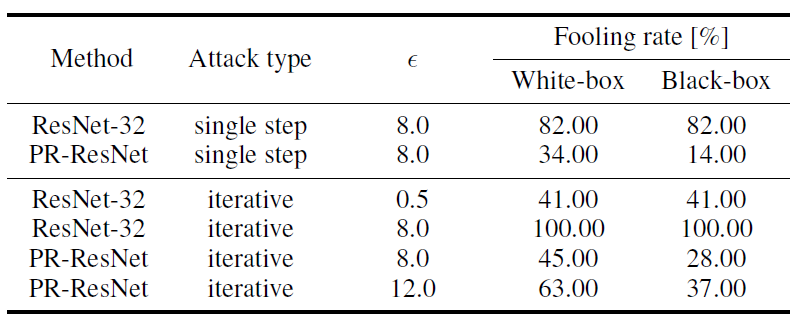 Method Attack type ϵ Fooling rate [%]
White-box Black-box
ResNet-32 single step 8.0 82.00 82.00
PR-ResNet single step 8.0 34.00 14.00
ResNet-32 iterative 0.5 41.00 41.00
ResNet-32 iterative 8.0 100.00 100.00
PR-ResNet iterative 8.0 45.00 28.00
PR-ResNet iterative 12.0 63.00 37.00